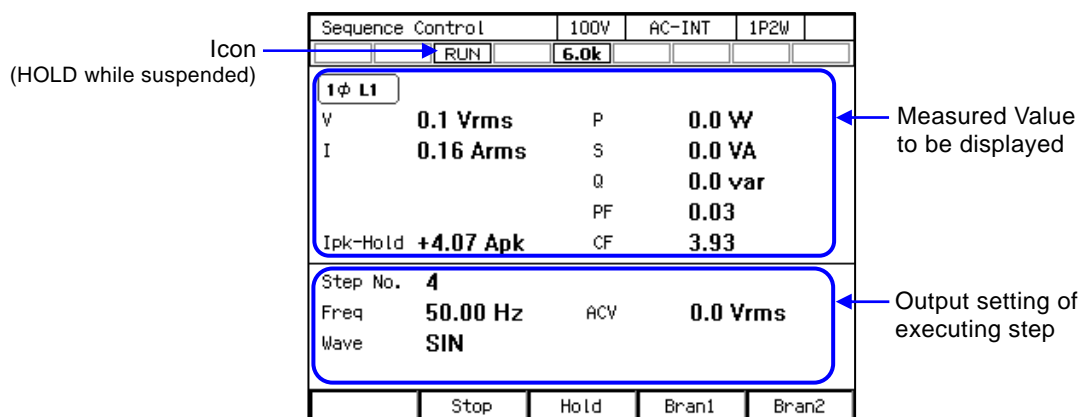 Sequence Control 100V AC-INT 1P2W
Icon
(HOLD while suspended)
RUN 6.0k
1ϕ L1
V 0.1 Vrms P 0.0 W
I 0.16 Arms S 0.0 VA
Q 0.0 var
PF 0.03
Ipk-Hold +4.07 Apk CF 3.93
Measured Value
to be displayed
Step No. 4
Freq 50.00 Hz ACV 0.0 Vrms
Wave SIN
Output setting of
executing step
Stop Hold Bran1 Bran2